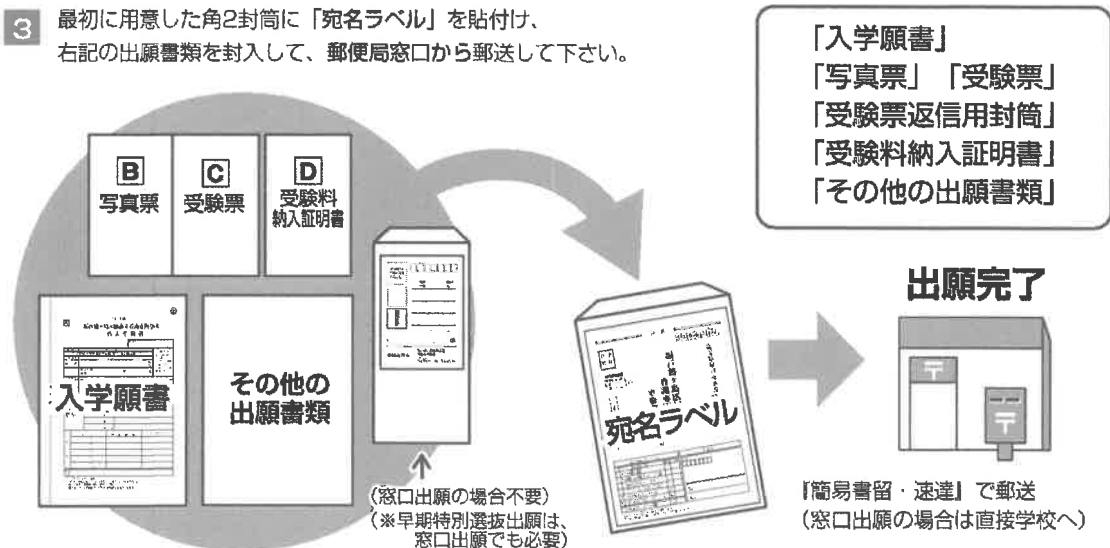 3 最初に用意した角2封筒に「宛名ラベル」を貼付け、
右記の出願書類を封入して、郵便局窓口から郵送して下さい。
「入学願書」
「写真票」「受験票」
「受験票返信用封筒」
「受験料納入証明書」
「その他の出願書類」
B
写真票
C
受験票
D
受験料
納入証明書
入学願書
その他の
出願書類
(窓口出願の場合不要)
(※早期特別選抜出願は、
窓口出願でも必要)
宛名ラベル
出願完了
〒
〒
『簡易書留・速達』で郵送
(窓口出願の場合は直接学校へ)